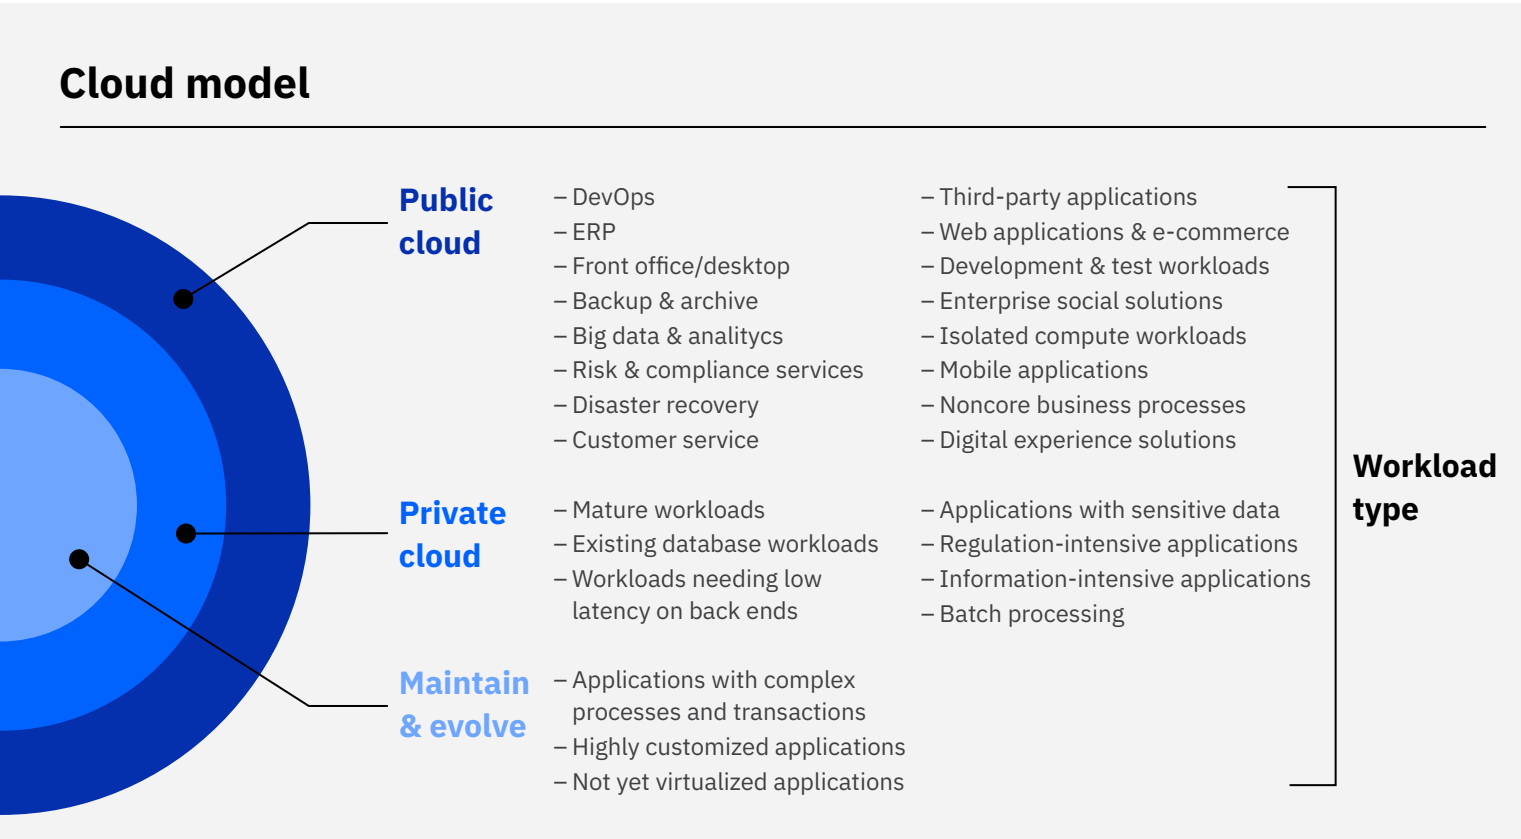 Cloud model
Public
cloud
– DevOps
– ERP
– Front office/desktop
– Backup & archive
– Big data & analitycs
– Risk & compliance services
– Disaster recovery
– Customer service
– Third-party applications
– Web applications & e-commerce
– Development & test workloads
– Enterprise social solutions
– Isolated compute workloads
– Mobile applications
– Noncore business processes
– Digital experience solutions
Private
cloud
– Mature workloads
– Existing database workloads
– Workloads needing low
latency on back ends
– Applications with sensitive data
– Regulation-intensive applications
– Information-intensive applications
– Batch processing
Maintain
& evolve
– Applications with complex
processes and transactions
– Highly customized applications
– Not yet virtualized applications
Workload
type